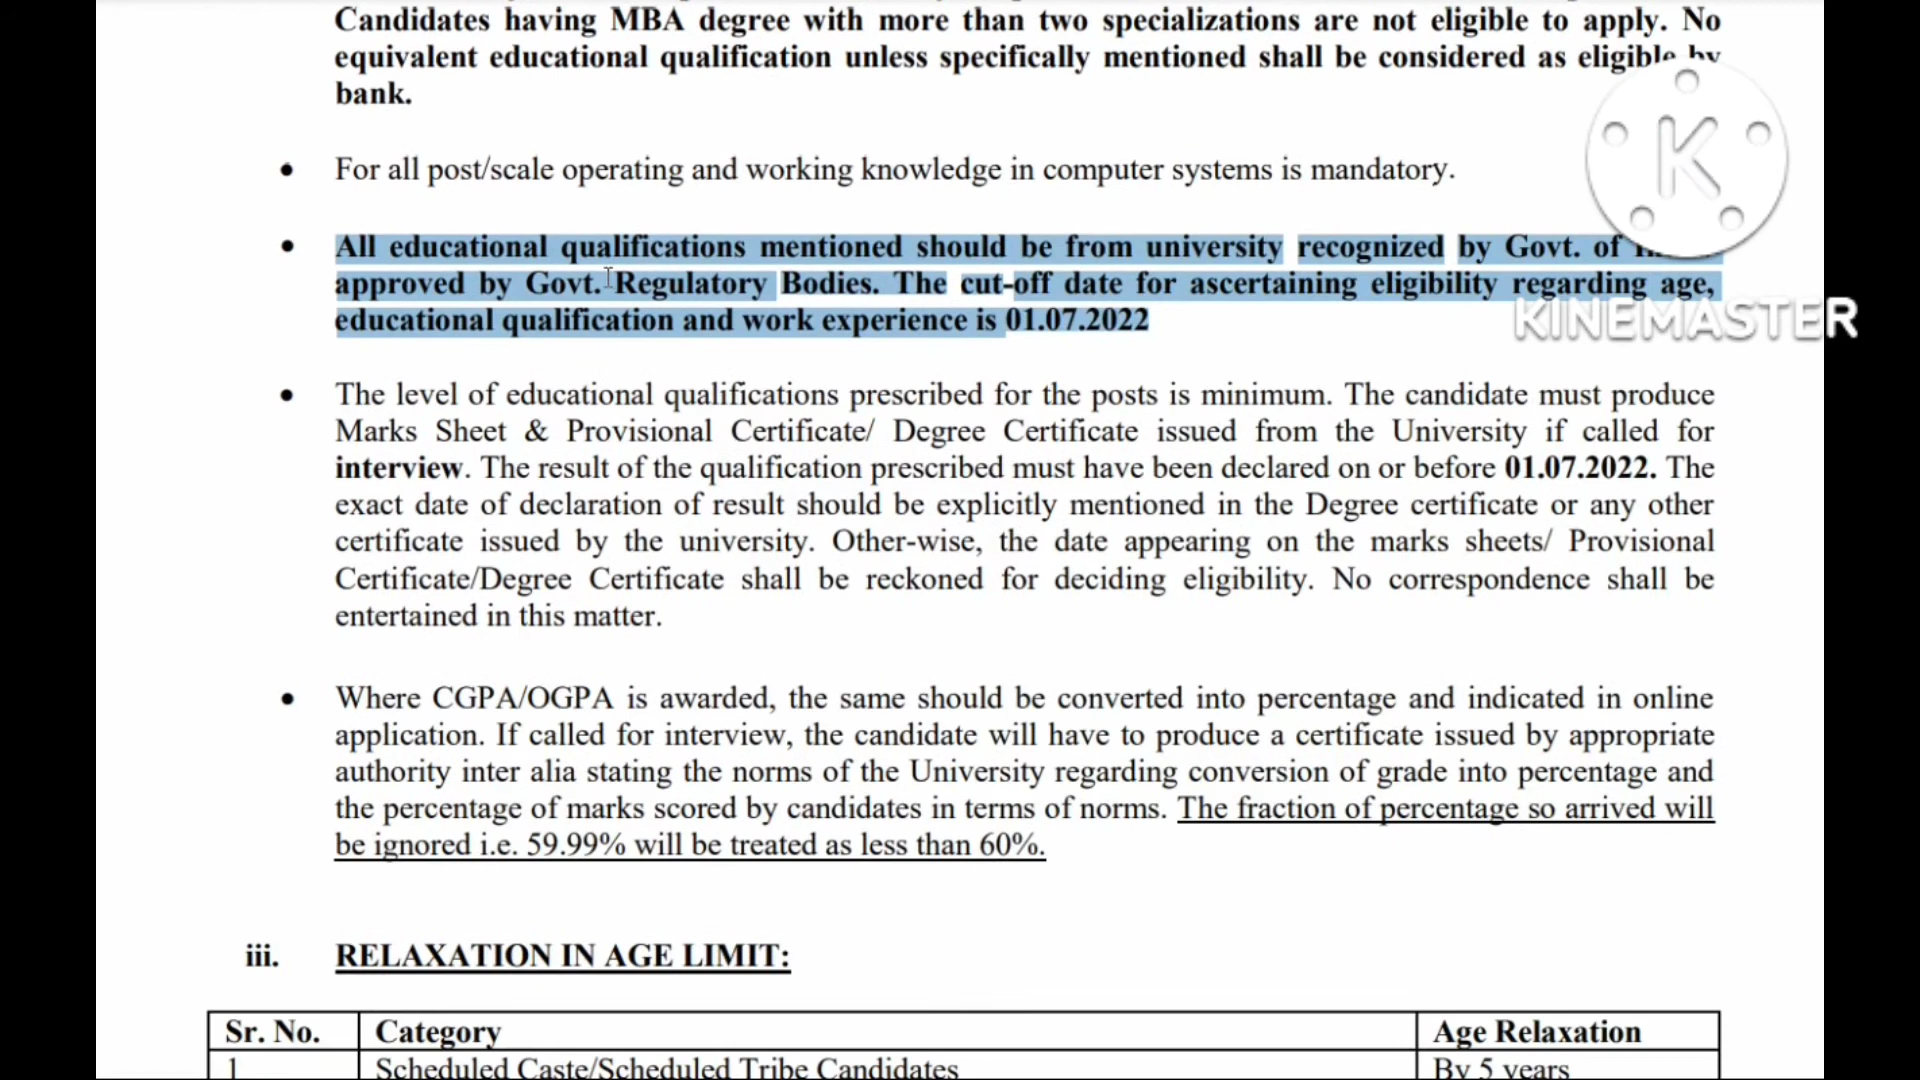 Candidates having MBA degree with more than two specializations are not eligible to apply. No
equivalent educational qualification unless specifically mentioned shall be considered as eligible by
bank.
• For all post/scale operating and working knowledge in computer systems is mandatory.
• All educational qualifications mentioned should be from university recognized by Govt. of
approved by Govt. Regulatory Bodies. The cut-off date for ascertaining eligibility regarding age,
educational qualification and work experience is 01.07.2022
K
KINEMASTER
• The level of educational qualifications prescribed for the posts is minimum. The candidate must produce
Marks Sheet & Provisional Certificate/ Degree Certificate issued from the University if called for
interview. The result of the qualification prescribed must have been declared on or before 01.07.2022. The
exact date of declaration of result should be explicitly mentioned in the Degree certificate or any other
certificate issued by the university. Other-wise, the date appearing on the marks sheets/ Provisional
Certificate/Degree Certificate shall be reckoned for deciding eligibility. No correspondence shall be
entertained in this matter.
• Where CGPA/OGPA is awarded, the same should be converted into percentage and indicated in online
application. If called for interview, the candidate will have to produce a certificate issued by appropriate
authority inter alia stating the norms of the University regarding conversion of grade into percentage and
the percentage of marks scored by candidates in terms of norms. The fraction of percentage so arrived will
be ignored i.e. 59.99% will be treated as less than 60%.
iii. RELAXATION IN AGE LIMIT:
Sr. No. Category Age Relaxation
1 Scheduled Caste/Scheduled Tribe Candidates By 5 years